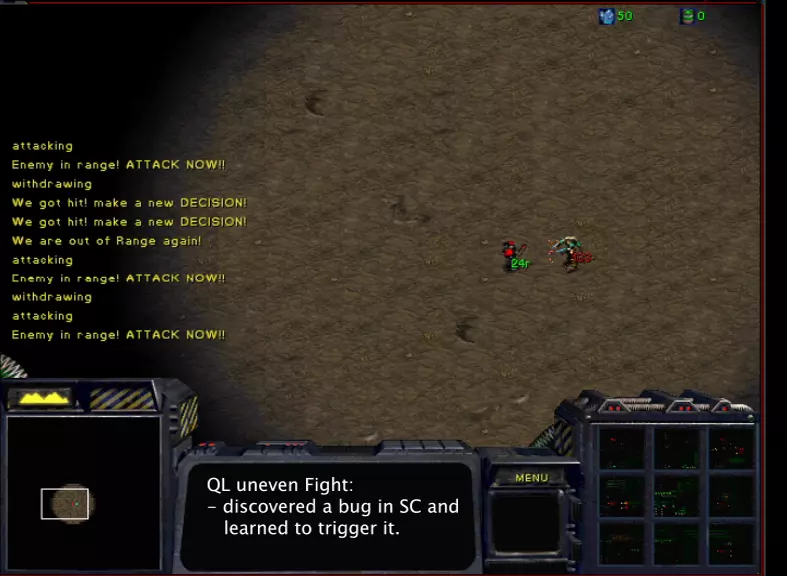 50 0
attacking
Enemy in range! ATTACK NOW!!
withdrawing
We got hit! make a new DECISION!
We got hit! make a new DECISION!
We are out of Range again!
attacking
Enemy in range! ATTACK NOW!!
withdrawing
attacking
Enemy in range! ATTACK NOW!!
24r
MENU
QL uneven Fight:
- discovered a bug in SC and
learned to trigger it.